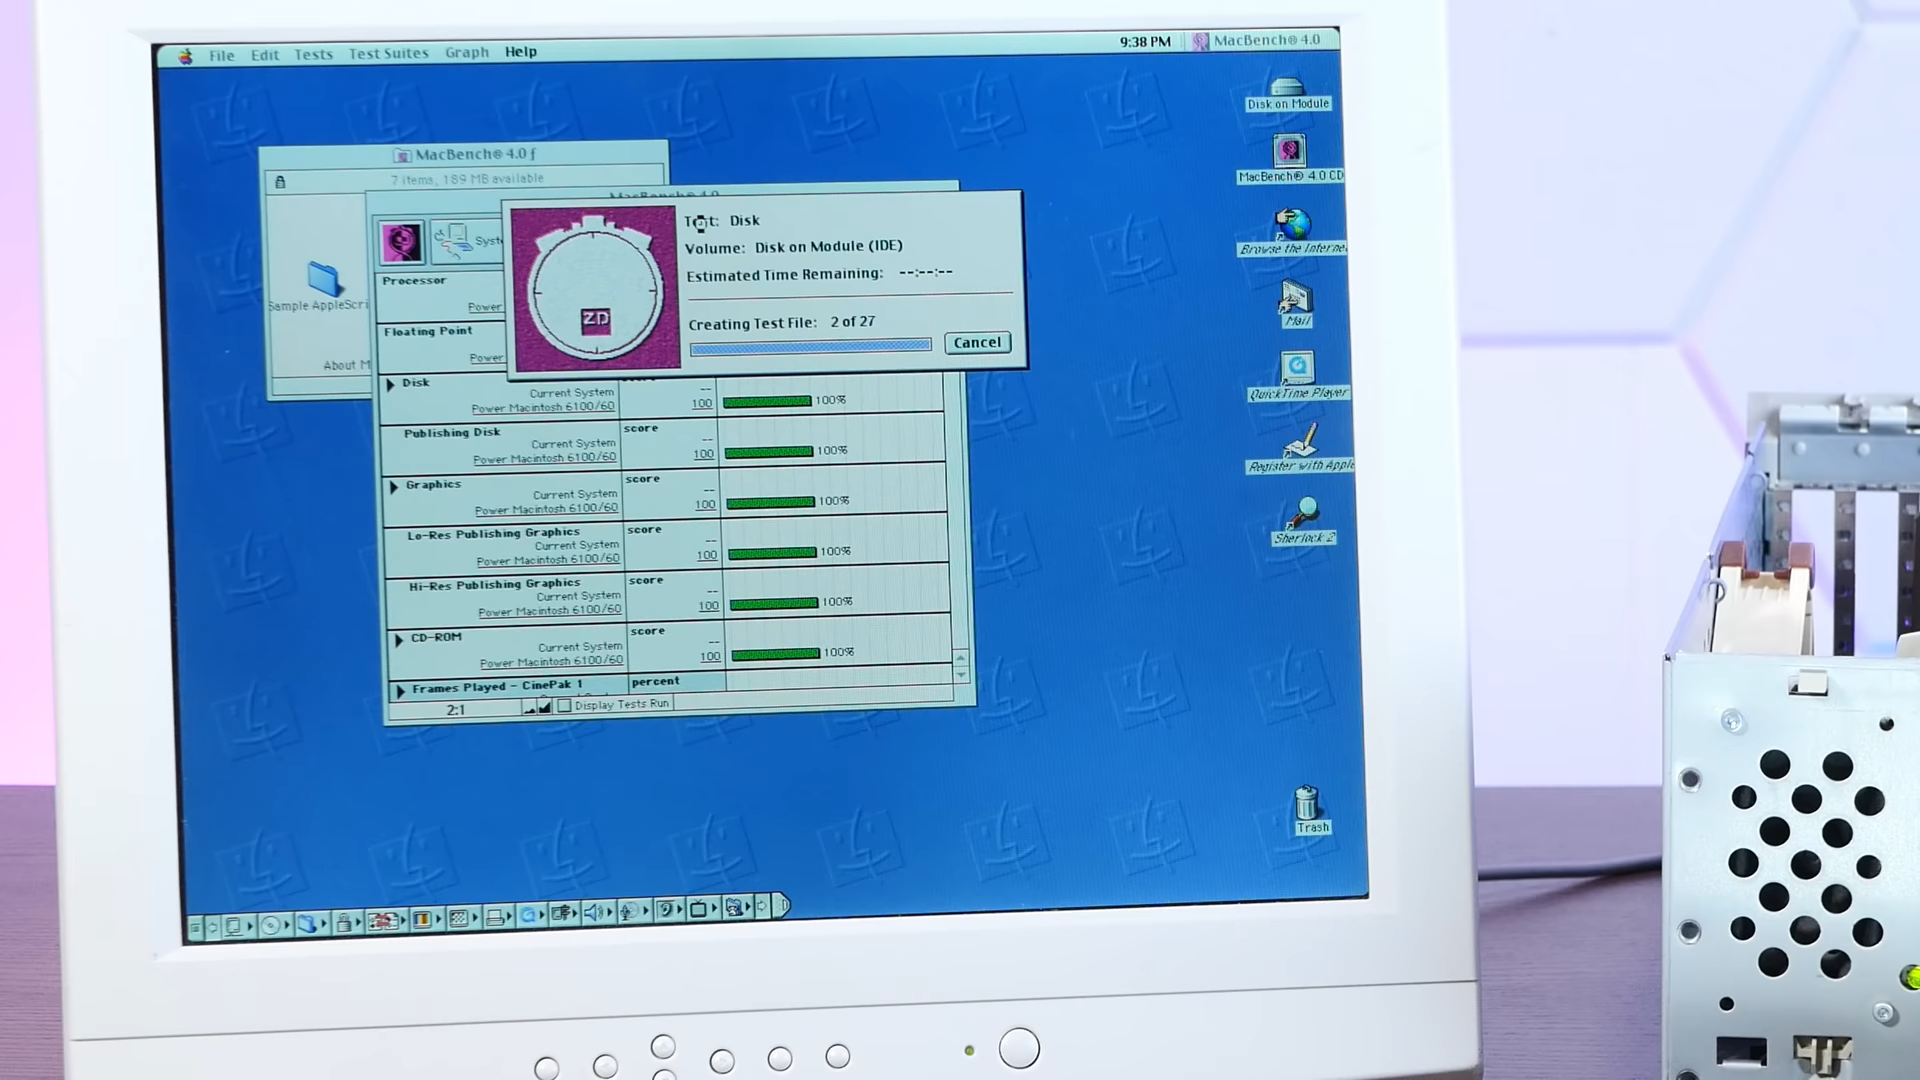 File Edit Tests Test Suites Graph Help
9:38 PM MacBench® 4.0
Disk on Module
MacBench® 4.0 CD
Browse the Interne
Mail
QuickTime Player
Register with Apple
Sherlock 2
Trash
MacBench® 4.0 ƒ
7 items, 189 MB available
Sample AppleScri
About M
MacBench® 4.0
Syst
Test: Disk
Volume: Disk on Module (IDE)
Estimated Time Remaining: --:--:--
Creating Test File: 2 of 27
Cancel
ZD
Processor
Power
Floating Point
Power
Disk
Current System --
Power Macintosh 6100/60 100 100%
Publishing Disk score
Current System --
Power Macintosh 6100/60 100 100%
Graphics score
Current System --
Power Macintosh 6100/60 100 100%
Lo-Res Publishing Graphics score
Current System --
Power Macintosh 6100/60 100 100%
Hi-Res Publishing Graphics score
Current System --
Power Macintosh 6100/60 100 100%
CD-ROM score
Current System --
Power Macintosh 6100/60 100 100%
Frames Played - CinePak 1 percent
2:1 Display Tests Run